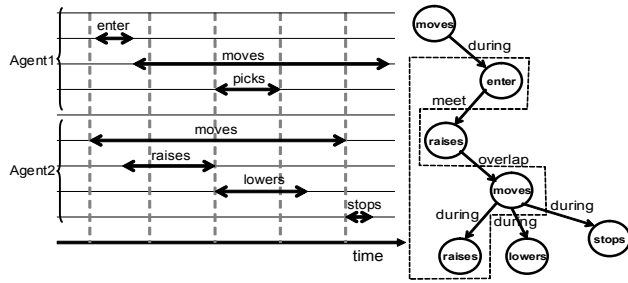 enter
Agent1
moves
picks
Agent2
moves
raises
lowers
stops
time
moves
during
enter
meet
raises
overlap
moves
during
during
during
raises
lowers
stops